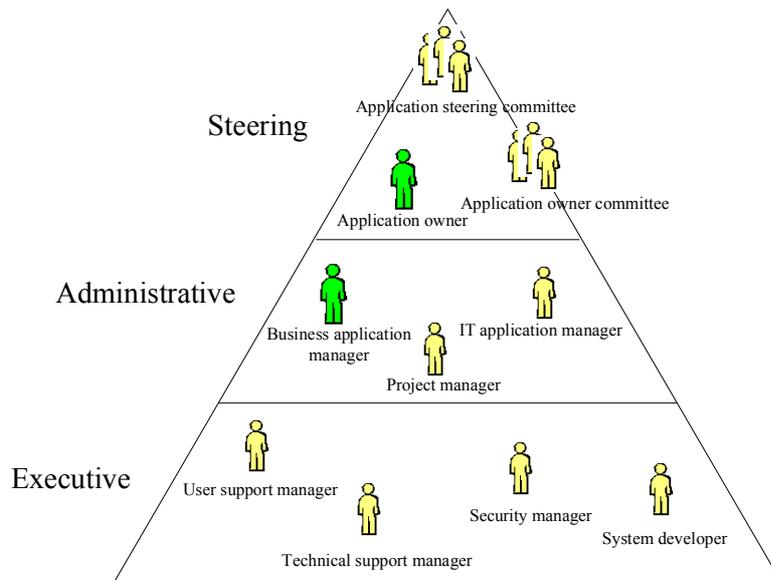 Application steering committee
Steering
Application owner committee
Application owner
Administrative
Business application
manager
IT application manager
Project manager
Executive
User support manager
Security manager
System developer
Technical support manager